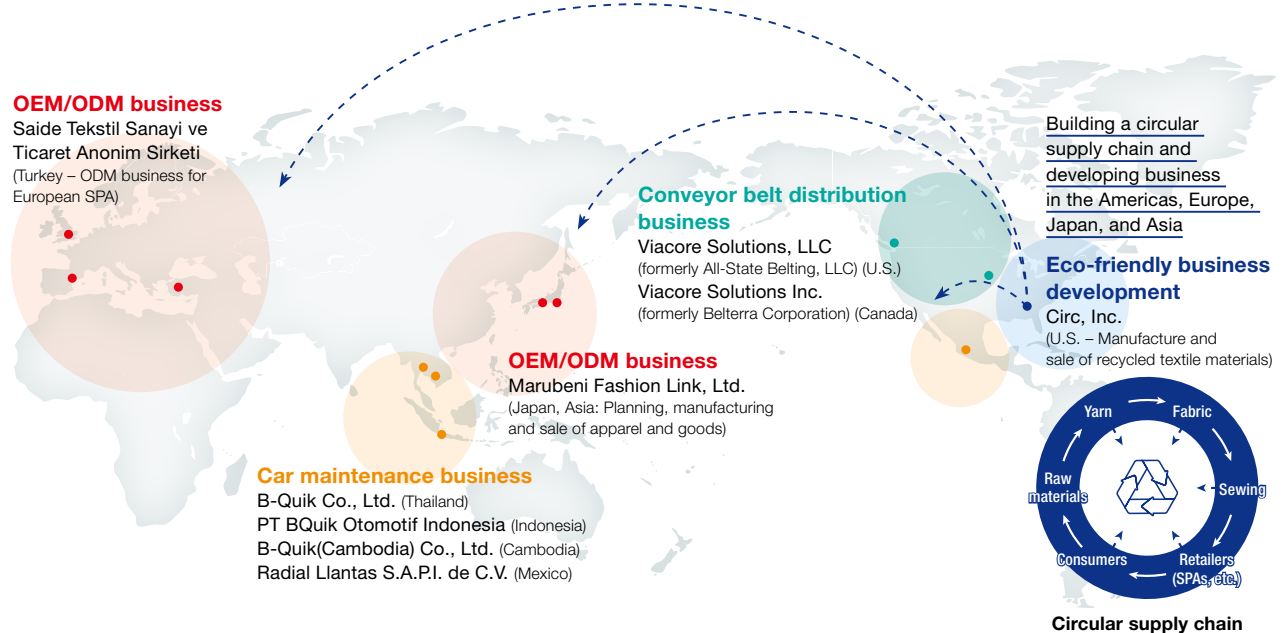 OEM/ODM business
Saide Tekstil Sanayi ve
Ticaret Anonim Sirketi
(Turkey – ODM business for
European SPA)
Conveyor belt distribution
business
Viacore Solutions, LLC
(formerly All-State Belting, LLC) (U.S.)
Viacore Solutions Inc.
(formerly Belterra Corporation) (Canada)
Building a circular
supply chain and
developing business
in the Americas, Europe,
Japan, and Asia
Eco-friendly business
development
Circ, Inc.
(U.S. – Manufacture and
sale of recycled textile materials)
OEM/ODM business
Marubeni Fashion Link, Ltd.
(Japan, Asia: Planning, manufacturing
and sale of apparel and goods)
Car maintenance business
B-Quik Co., Ltd. (Thailand)
PT BQuik Otomotif Indonesia (Indonesia)
B-Quik(Cambodia) Co., Ltd. (Cambodia)
Radial Llantas S.A.P.I. de C.V. (Mexico)
Yarn
Fabric
Sewing
Retailers
(SPAs, etc.)
Consumers
Raw
materials
Circular supply chain